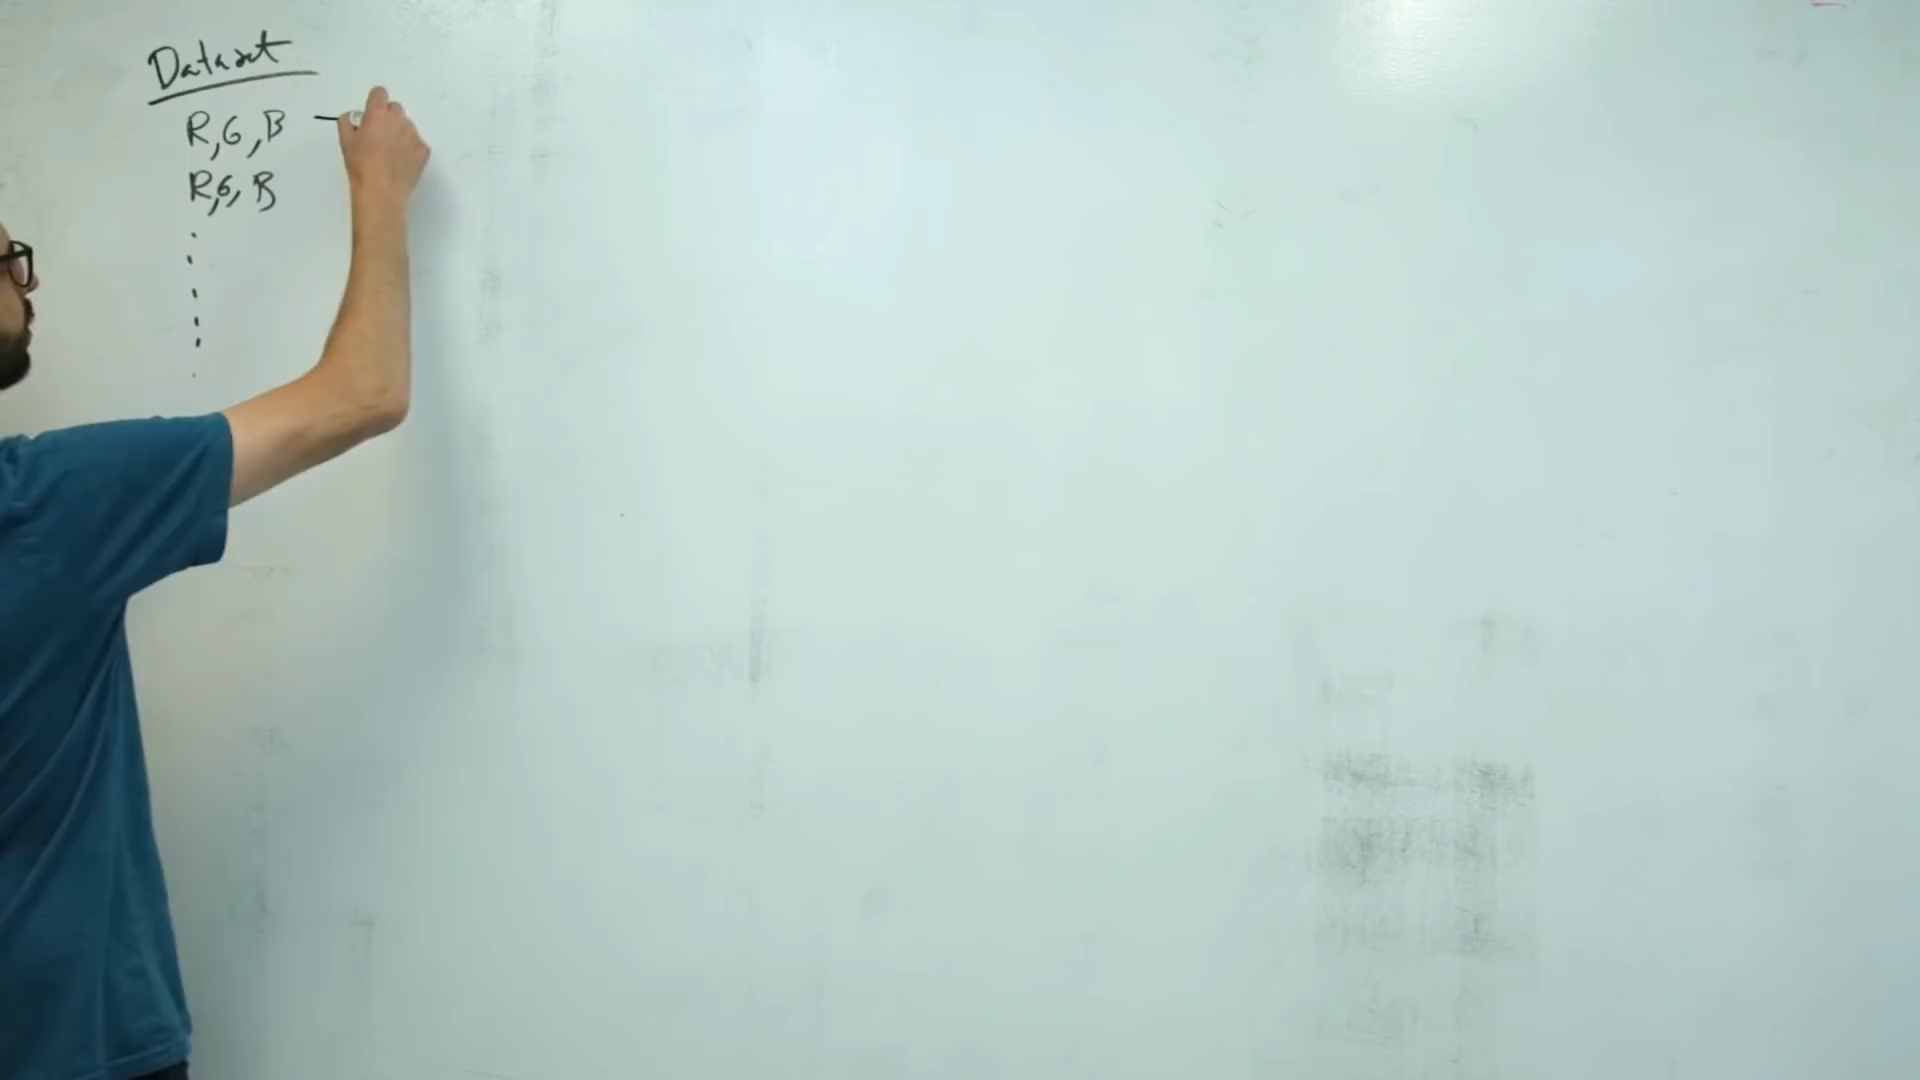 Dataset
R, G, B
R, G, B